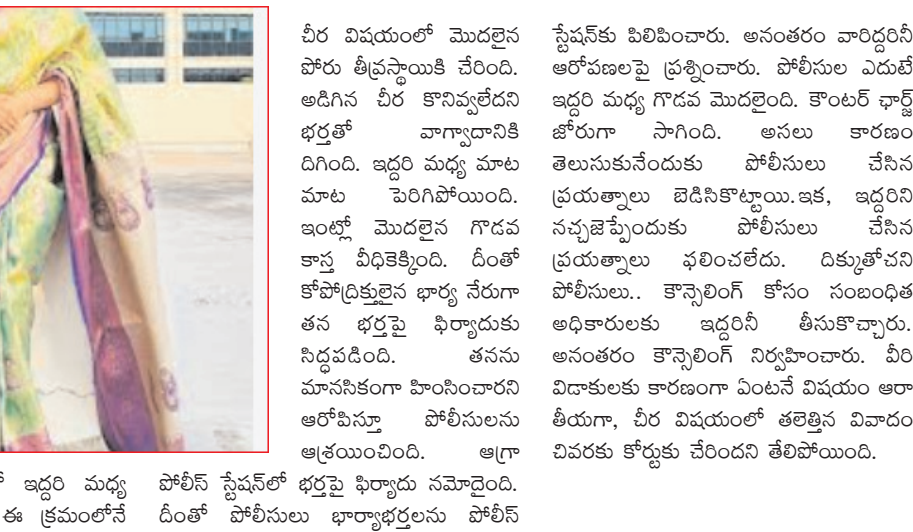 ఇద్దరి మధ్య
ఈ క్రమంలోనే
చీర విషయంలో మొదలైన
పోరు తీవ్రస్థాయికి చేరింది.
అడిగిన చీర కొనివ్వలేదని
భర్తతో వాగ్వాదానికి
దిగింది. ఇద్దరి మధ్య మాట
మాట పెరిగిపోయింది.
ఇంట్లో మొదలైన గొడవ
కాస్త వీధికెక్కింది. దీంతో
కోపోద్రిక్తులైన భార్య నేరుగా
తన భర్తపై ఫిర్యాదుకు
సిద్ధపడింది. తనను
మానసికంగా హింసించారని
ఆరోపిస్తూ పోలీసులను
ఆశ్రయించింది. ఆగ్రా
పోలీస్ స్టేషన్‌లో భర్తపై ఫిర్యాదు నమోదైంది.
దీంతో పోలీసులు భార్యాభర్తలను పోలీస్
స్టేషన్‌కు పిలిపించారు. అనంతరం వారిద్దరినీ
ఆరోపణలపై ప్రశ్నించారు. పోలీసుల ఎదుటే
ఇద్దరి మధ్య గొడవ మొదలైంది. కౌంటర్ ఛార్జ్
జోరుగా సాగింది. అసలు కారణం
తెలుసుకునేందుకు పోలీసులు చేసిన
ప్రయత్నాలు బెడిసికొట్టాయి.ఇక, ఇద్దరిని
నచ్చజెప్పేందుకు పోలీసులు చేసిన
ప్రయత్నాలు ఫలించలేదు. దిక్కుతోచని
పోలీసులు.. కౌన్సెలింగ్ కోసం సంబంధిత
అధికారులకు ఇద్దరినీ తీసుకొచ్చారు.
అనంతరం కౌన్సెలింగ్ నిర్వహించారు. వీరి
విడాకులకు కారణంగా ఏంటనే విషయం ఆరా
తీయగా, చీర విషయంలో తలెత్తిన వివాదం
చివరకు కోర్టుకు చేరిందని తేలిపోయింది.